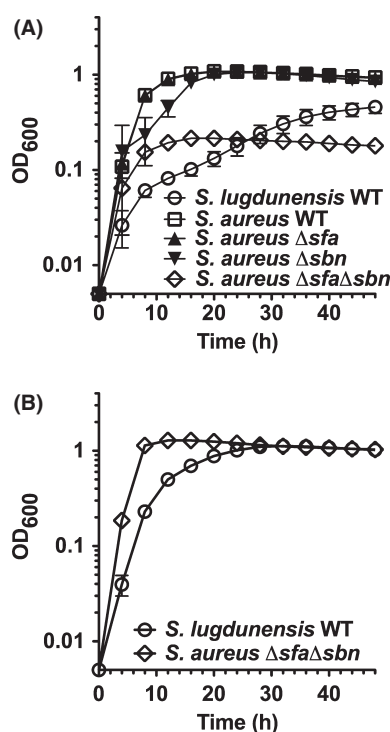 (A)
1
0.1
0.01
OD600
S. lugdunensis WT
S. aureus WT
S. aureus Δsfa
S. aureus Δsbn
S. aureus ΔsfaΔsbn
0 10 20 30 40
Time (h)
(B)
1
0.1
0.01
OD600
S. lugdunensis WT
S. aureus ΔsfaΔsbn
0 10 20 30 40
Time (h)